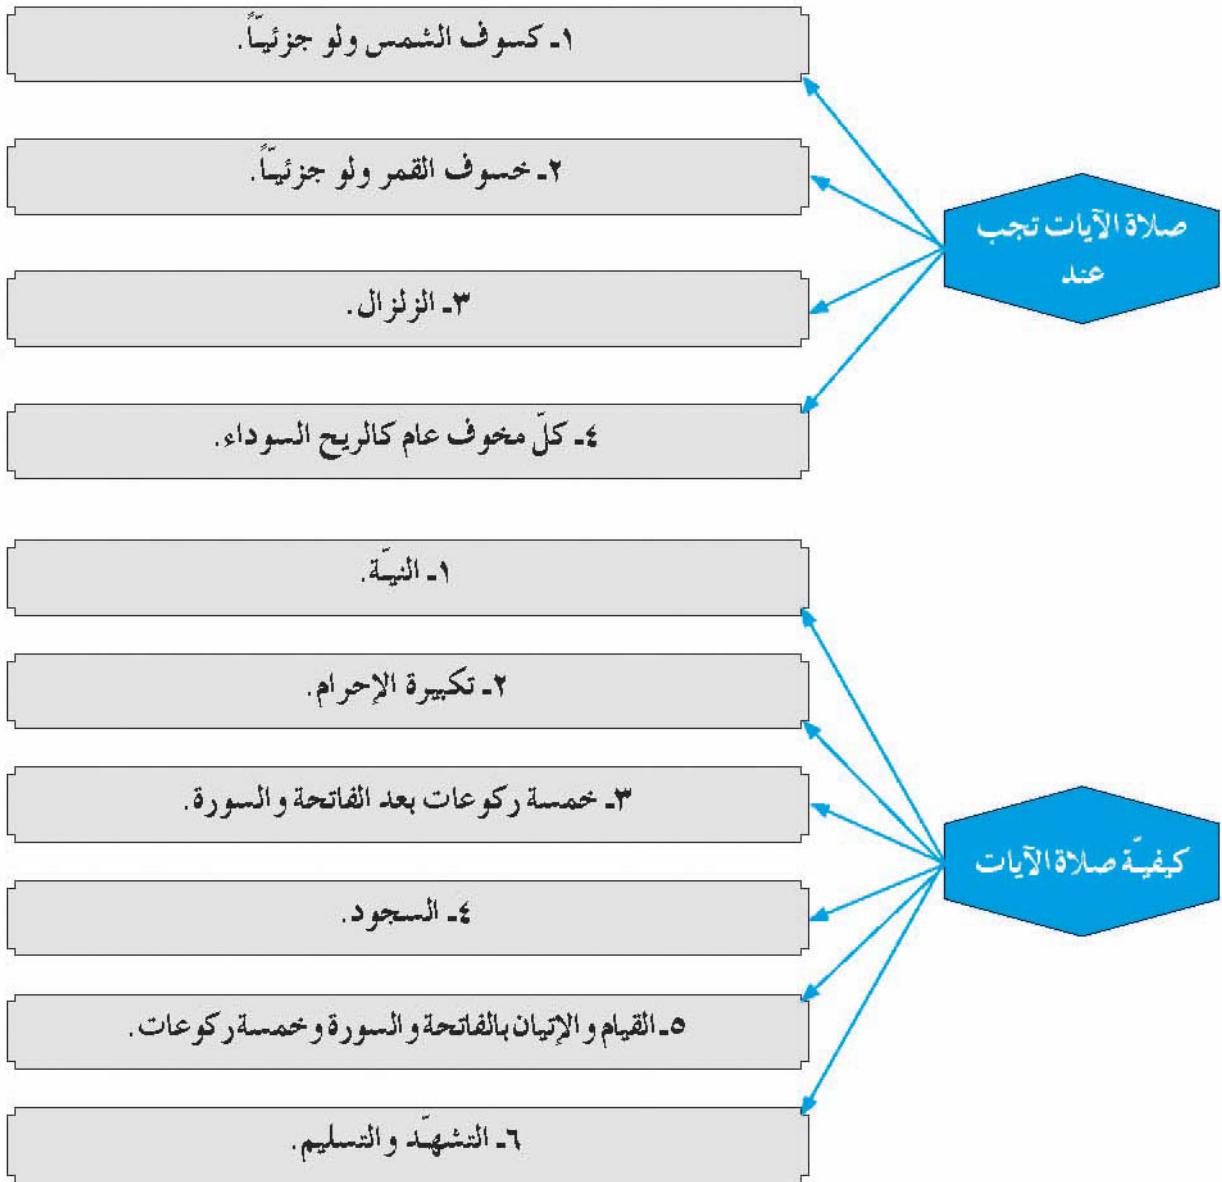 صلاة الآيات تجب
عند
١ـ كسوف الشمس ولو جزئيّاً.
٢ـ خسوف القمر ولو جزئيّاً.
٣ـ الزلزال.
٤ـ كلّ مخوف عام كالريح السوداء.
كيفيّة صلاة الآيات
١ـ النيّة.
٢ـ تكبيرة الإحرام.
٣ـ خمسة ركوعات بعد الفاتحة والسورة.
٤ـ السجود.
٥ـ القيام والإتيان بالفاتحة والسورة وخمسة ركوعات.
٦ـ التشهّد والتسليم.